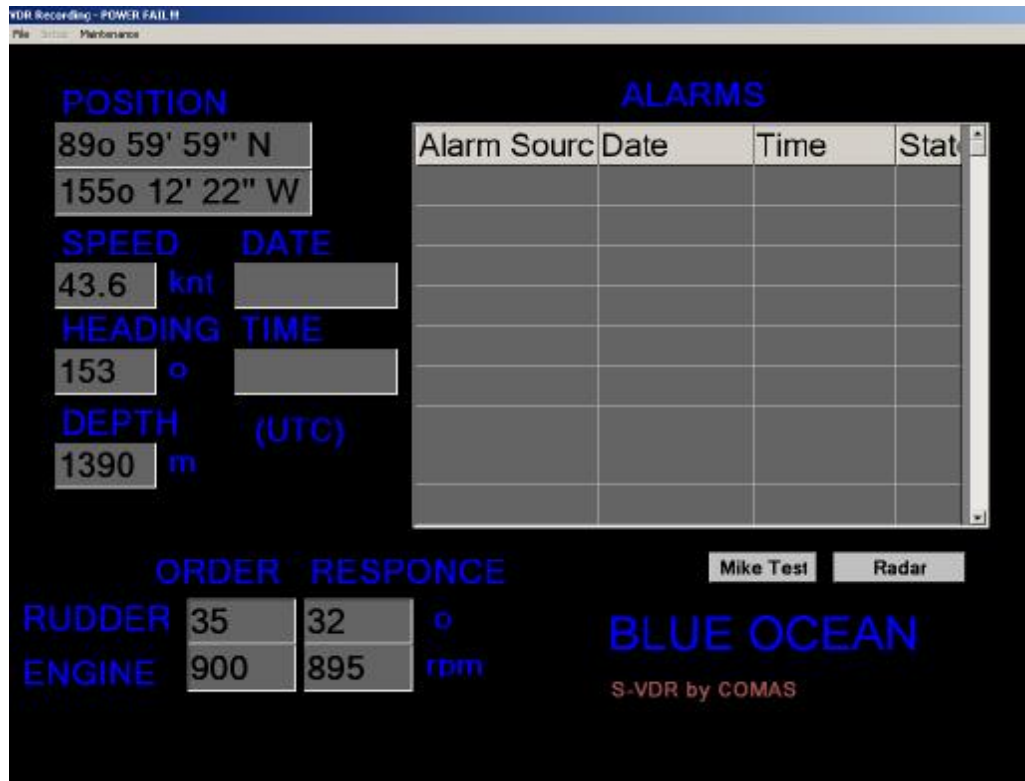 VDR Recording - POWER FAIL !!!
File Setup Maintenance
POSITION
89o 59' 59" N
155o 12' 22" W
SPEED DATE
43.6 knt
HEADING TIME
153 o
DEPTH (UTC)
1390 m
ALARMS
Alarm Sourc Date Time Stat
Mike Test Radar
ORDER RESPONCE
RUDDER 35 32 o
ENGINE 900 895 rpm
BLUE OCEAN
S-VDR by COMAS